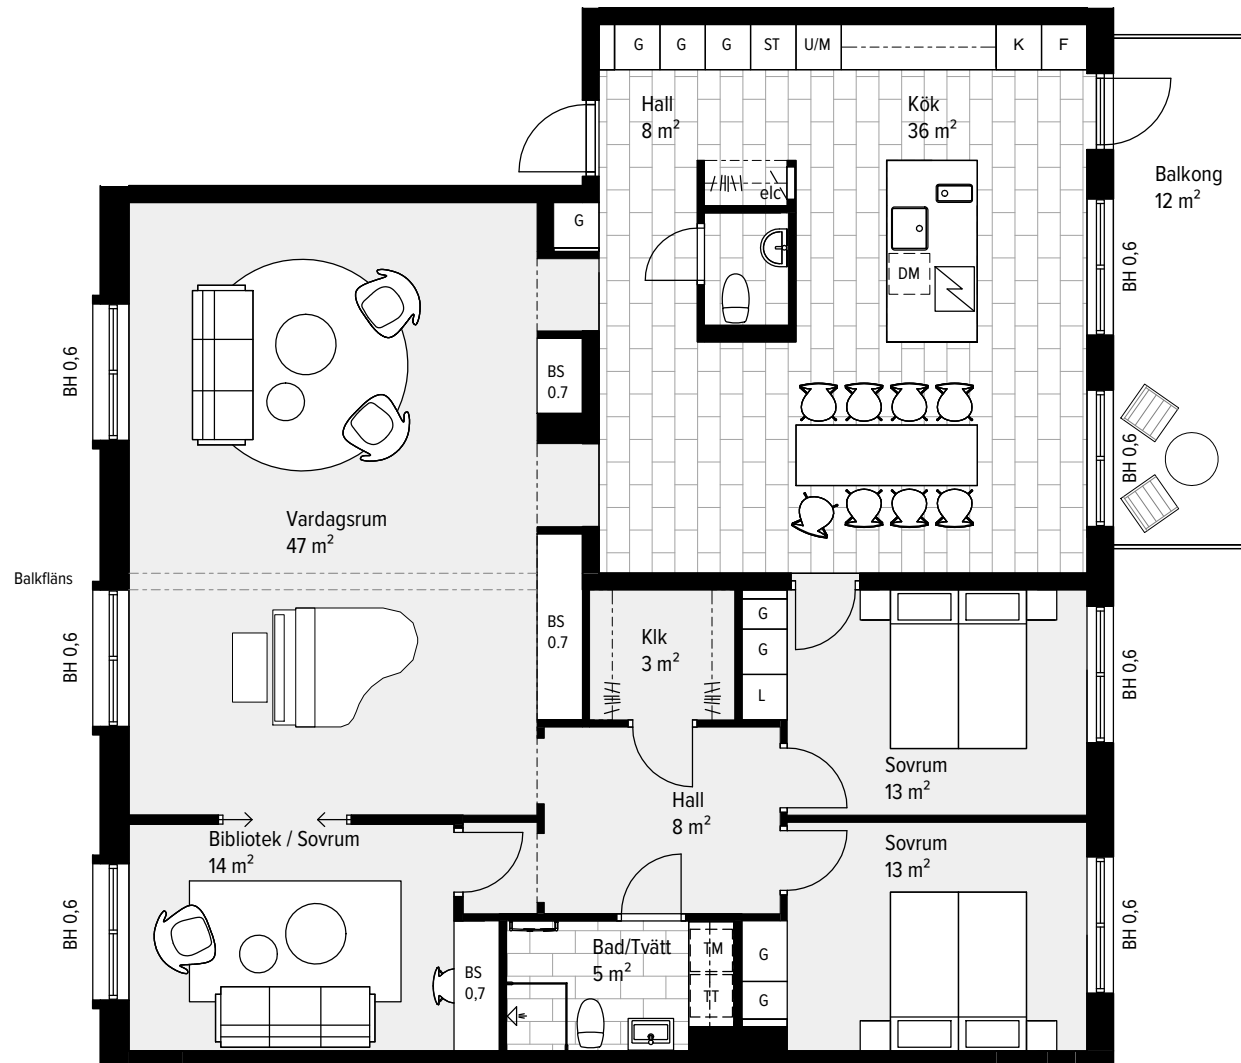 G G G ST U/M K F
Hall
8 m²
Kök
36 m²
Balkong
12 m²
elc
G
DM
BH 0,6
BH 0,6
BS
0.7
BH 0,6
Vardagsrum
47 m²
Balkfläns
BH 0,6
BS
0.7
Klk
3 m²
G
G
L
BH 0,6
Sovrum
13 m²
Hall
8 m²
Bibliotek / Sovrum
14 m²
Sovrum
13 m²
BH 0,6
BS
0,7
Bad/Tvätt
5 m²
TM
TT
G
G
BH 0,6